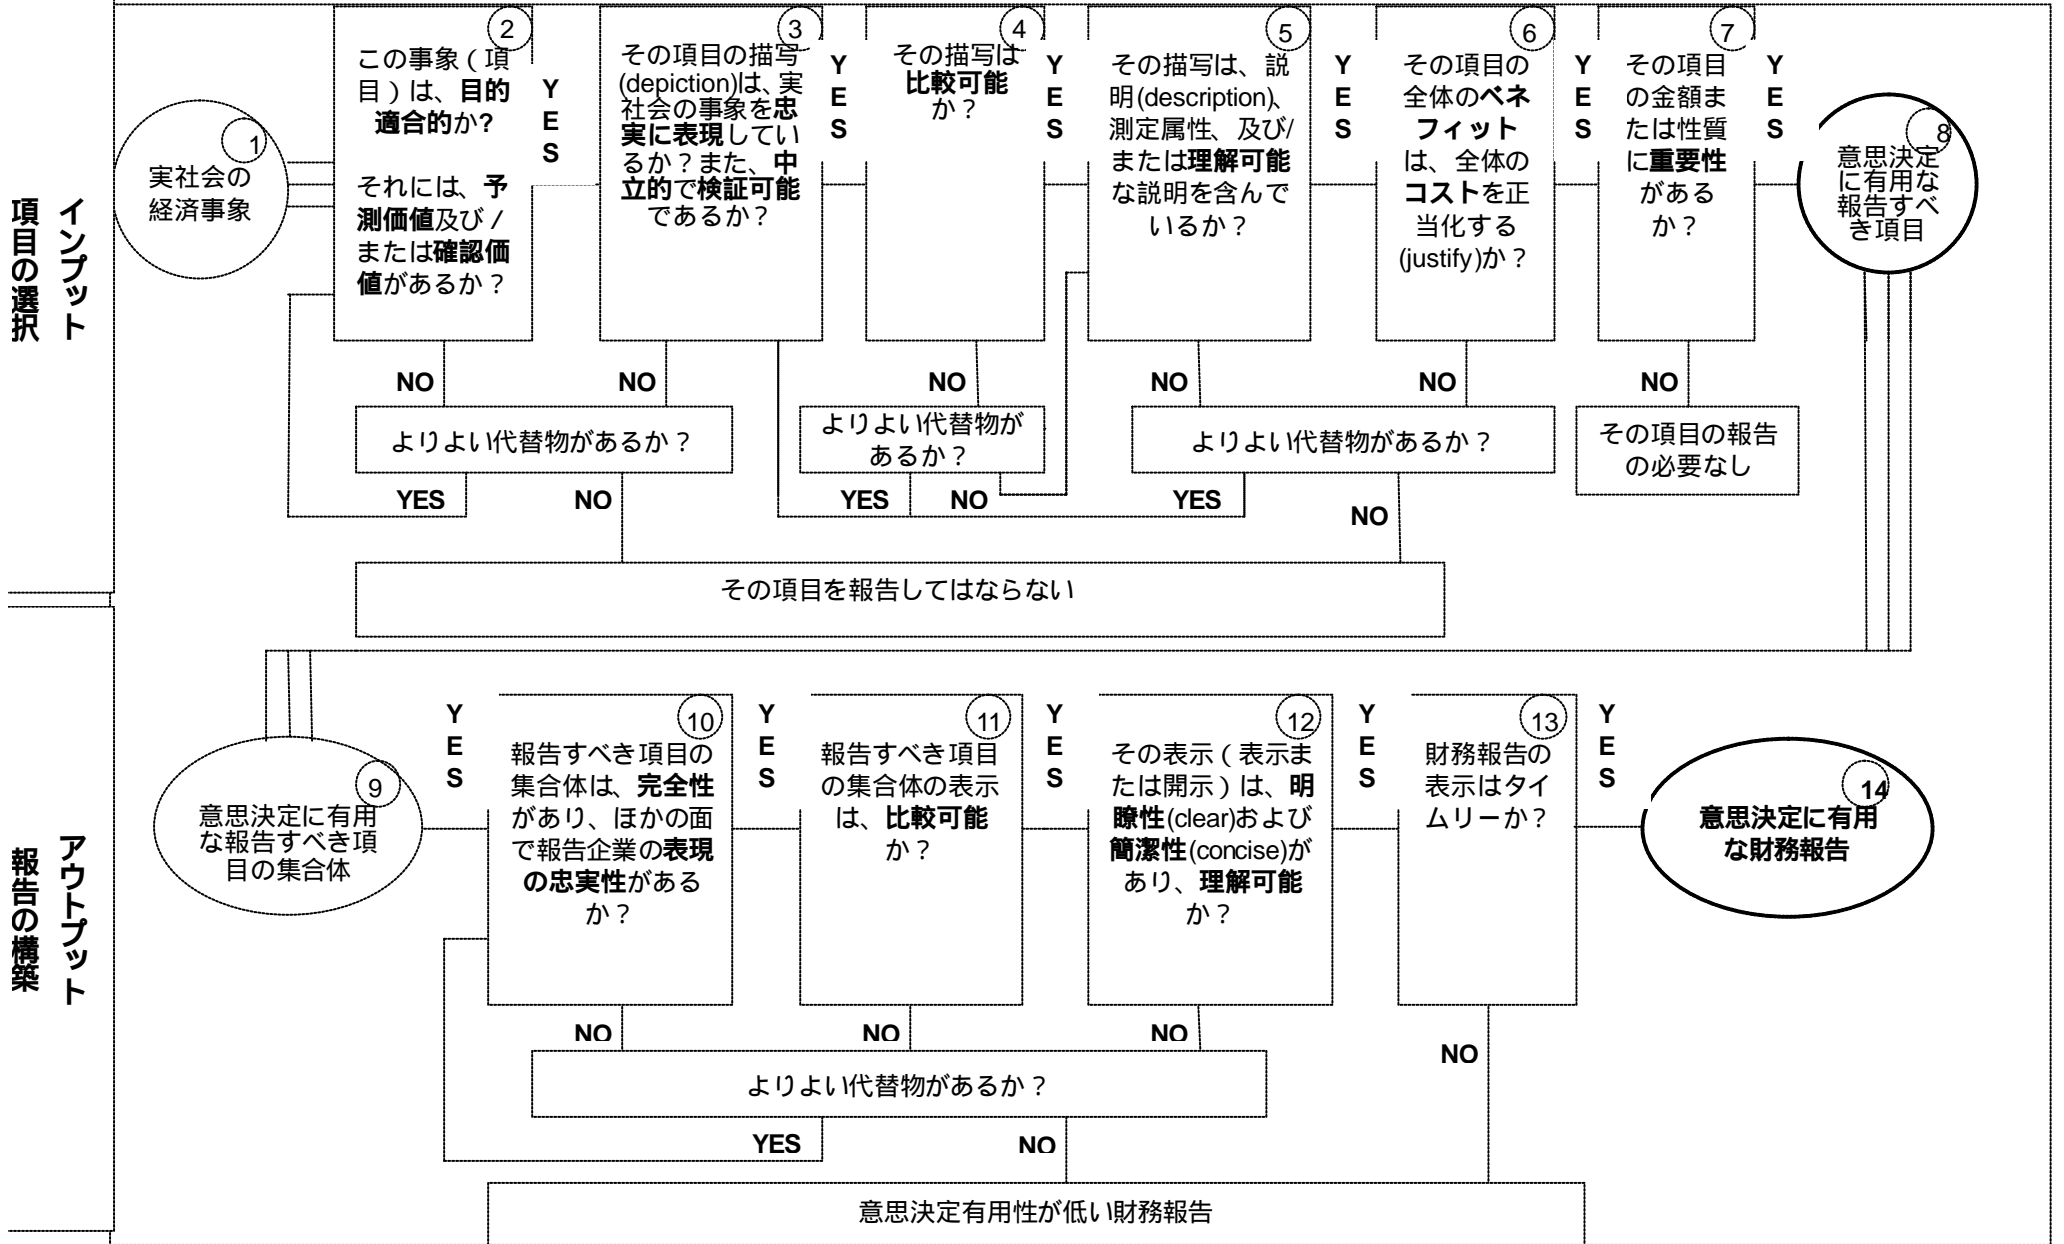 インプット
項目の選択
1
実社会の
経済事象
2
この事象（項
目）は、目的
適合的か?
それには、予
測価値及び／
または確認価
値があるか？
YES
3
その項目の描写
(depiction)は、実
社会の事象を忠
実に表現してい
るか？また、中
立的で検証可能
であるか？
YES
4
その描写は
比較可能
か？
YES
5
その描写は、説
明(description)、
測定属性、及び/
または理解可能
な説明を含んで
いるか？
YES
6
その項目の
全体のベネ
フィット
は、全体の
コストを正
当化する
(justify)か？
YES
7
その項目
の金額ま
たは性質
に重要性
がある
か？
YES
8
意思決定
に有用な
報告すべ
き項目
NO
NO
NO
NO
NO
NO
よりよい代替物があるか？
よりよい代替物が
あるか？
よりよい代替物があるか？
その項目の報告
の必要なし
YES
NO
YES
NO
YES
NO
その項目を報告してはならない
アウトプット
報告の構築
9
意思決定に有用
な報告すべき項
目の集合体
YES
10
報告すべき項目の
集合体は、完全性
があり、ほかの面
で報告企業の表現
の忠実性がある
か？
YES
11
報告すべき項目
の集合体の表示
は、比較可能
か？
YES
12
その表示（表示ま
たは開示）は、明
瞭性(clear)および
簡潔性(concise)が
あり、理解可能
か？
YES
13
財務報告の
表示はタイ
ムリーか？
YES
14
意思決定に有用
な財務報告
NO
NO
NO
NO
よりよい代替物があるか？
YES
NO
意思決定有用性が低い財務報告